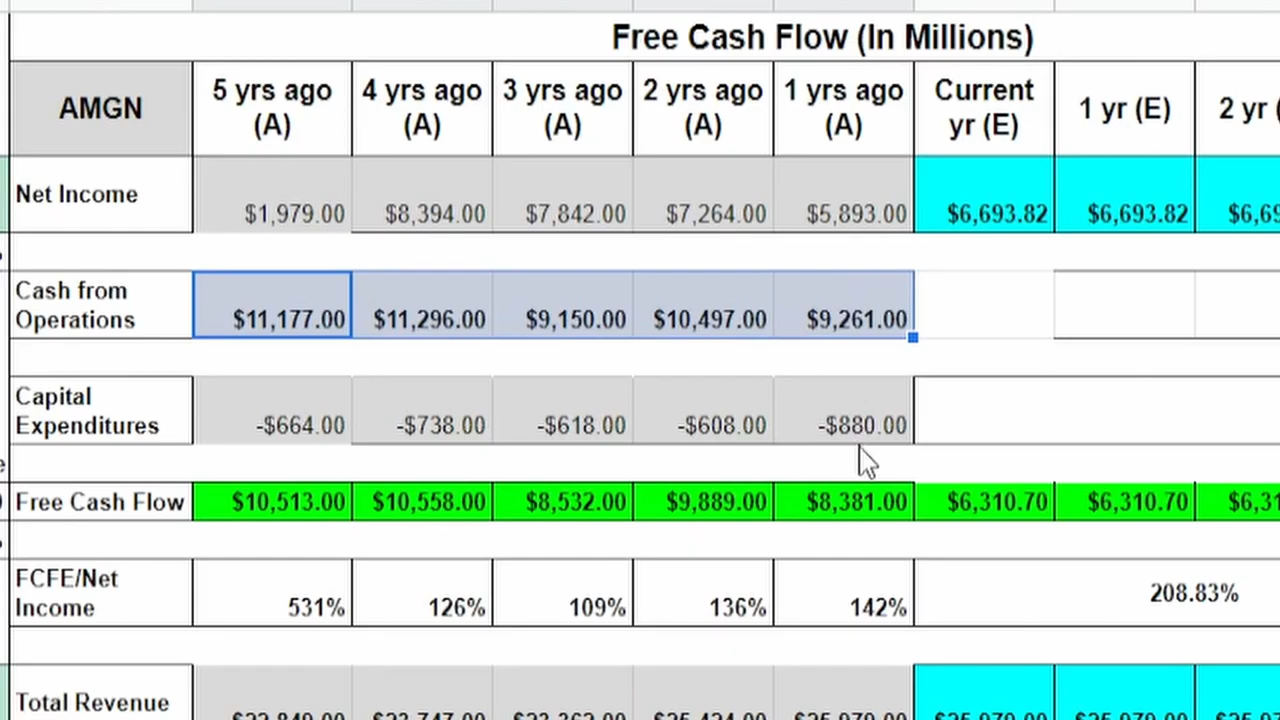 Free Cash Flow (In Millions)
AMGN 5 yrs ago (A) 4 yrs ago (A) 3 yrs ago (A) 2 yrs ago (A) 1 yrs ago (A) Current yr (E) 1 yr (E) 2 yr (
Net Income $1,979.00 $8,394.00 $7,842.00 $7,264.00 $5,893.00 $6,693.82 $6,693.82 $6,69
Cash from Operations $11,177.00 $11,296.00 $9,150.00 $10,497.00 $9,261.00
Capital Expenditures -$664.00 -$738.00 -$618.00 -$608.00 -$880.00
Free Cash Flow $10,513.00 $10,558.00 $8,532.00 $9,889.00 $8,381.00 $6,310.70 $6,310.70 $6,31
FCFE/Net Income 531% 126% 109% 136% 142% 208.83%
Total Revenue